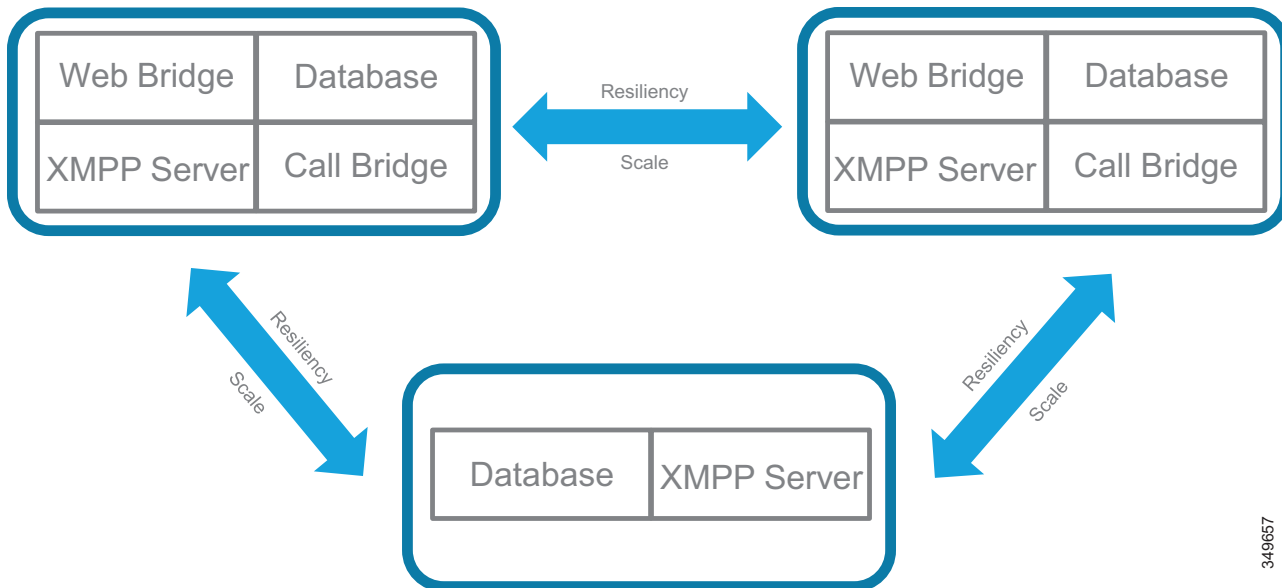 Web Bridge
Database
XMPP Server
Call Bridge
Resiliency
Scale
Web Bridge
Database
XMPP Server
Call Bridge
Resiliency
Scale
Resiliency
Scale
Database
XMPP Server
349657